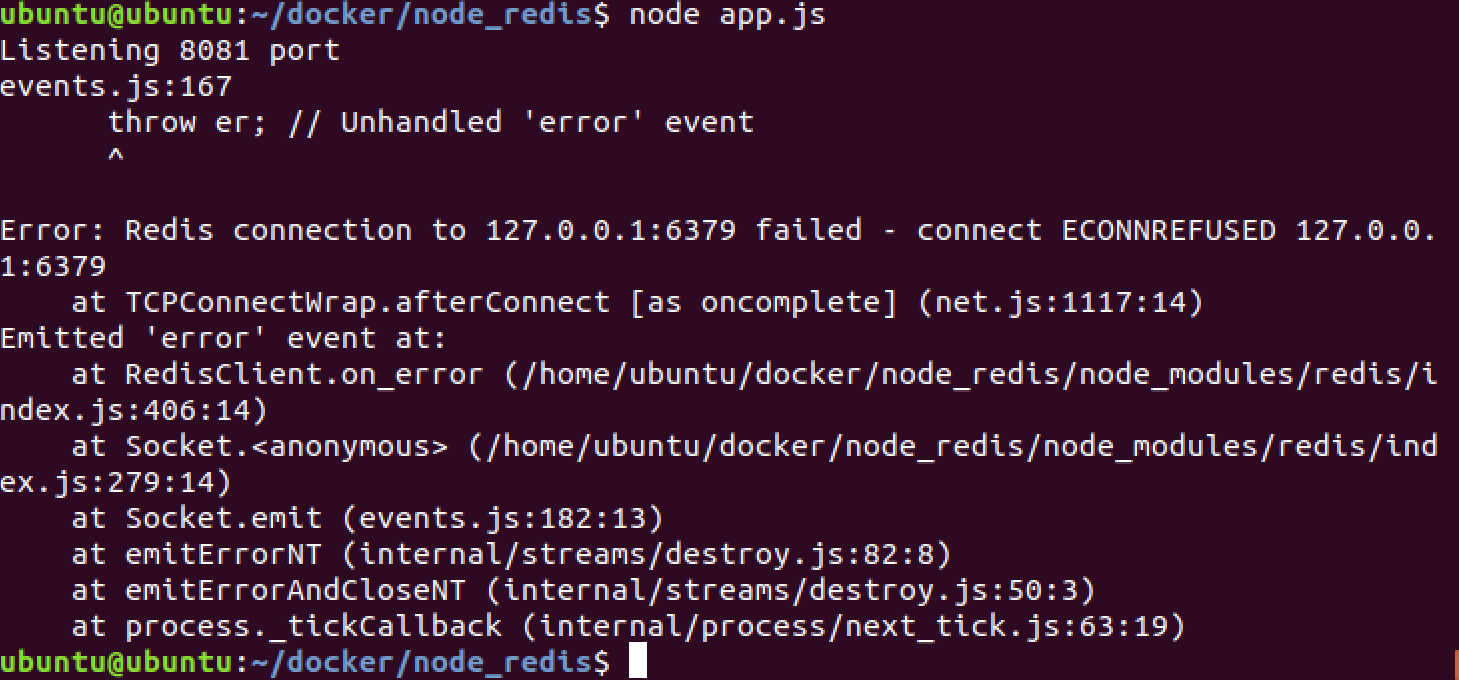 ubuntu@ubuntu:~/docker/node_redis$ node app.js
Listening 8081 port
events.js:167
      throw er; // Unhandled 'error' event
      ^
Error: Redis connection to 127.0.0.1:6379 failed - connect ECONNREFUSED 127.0.0.
1:6379
    at TCPConnectWrap.afterConnect [as oncomplete] (net.js:1117:14)
Emitted 'error' event at:
    at RedisClient.on_error (/home/ubuntu/docker/node_redis/node_modules/redis/i
ndex.js:406:14)
    at Socket.<anonymous> (/home/ubuntu/docker/node_redis/node_modules/redis/ind
ex.js:279:14)
    at Socket.emit (events.js:182:13)
    at emitErrorNT (internal/streams/destroy.js:82:8)
    at emitErrorAndCloseNT (internal/streams/destroy.js:50:3)
    at process._tickCallback (internal/process/next_tick.js:63:19)
ubuntu@ubuntu:~/docker/node_redis$